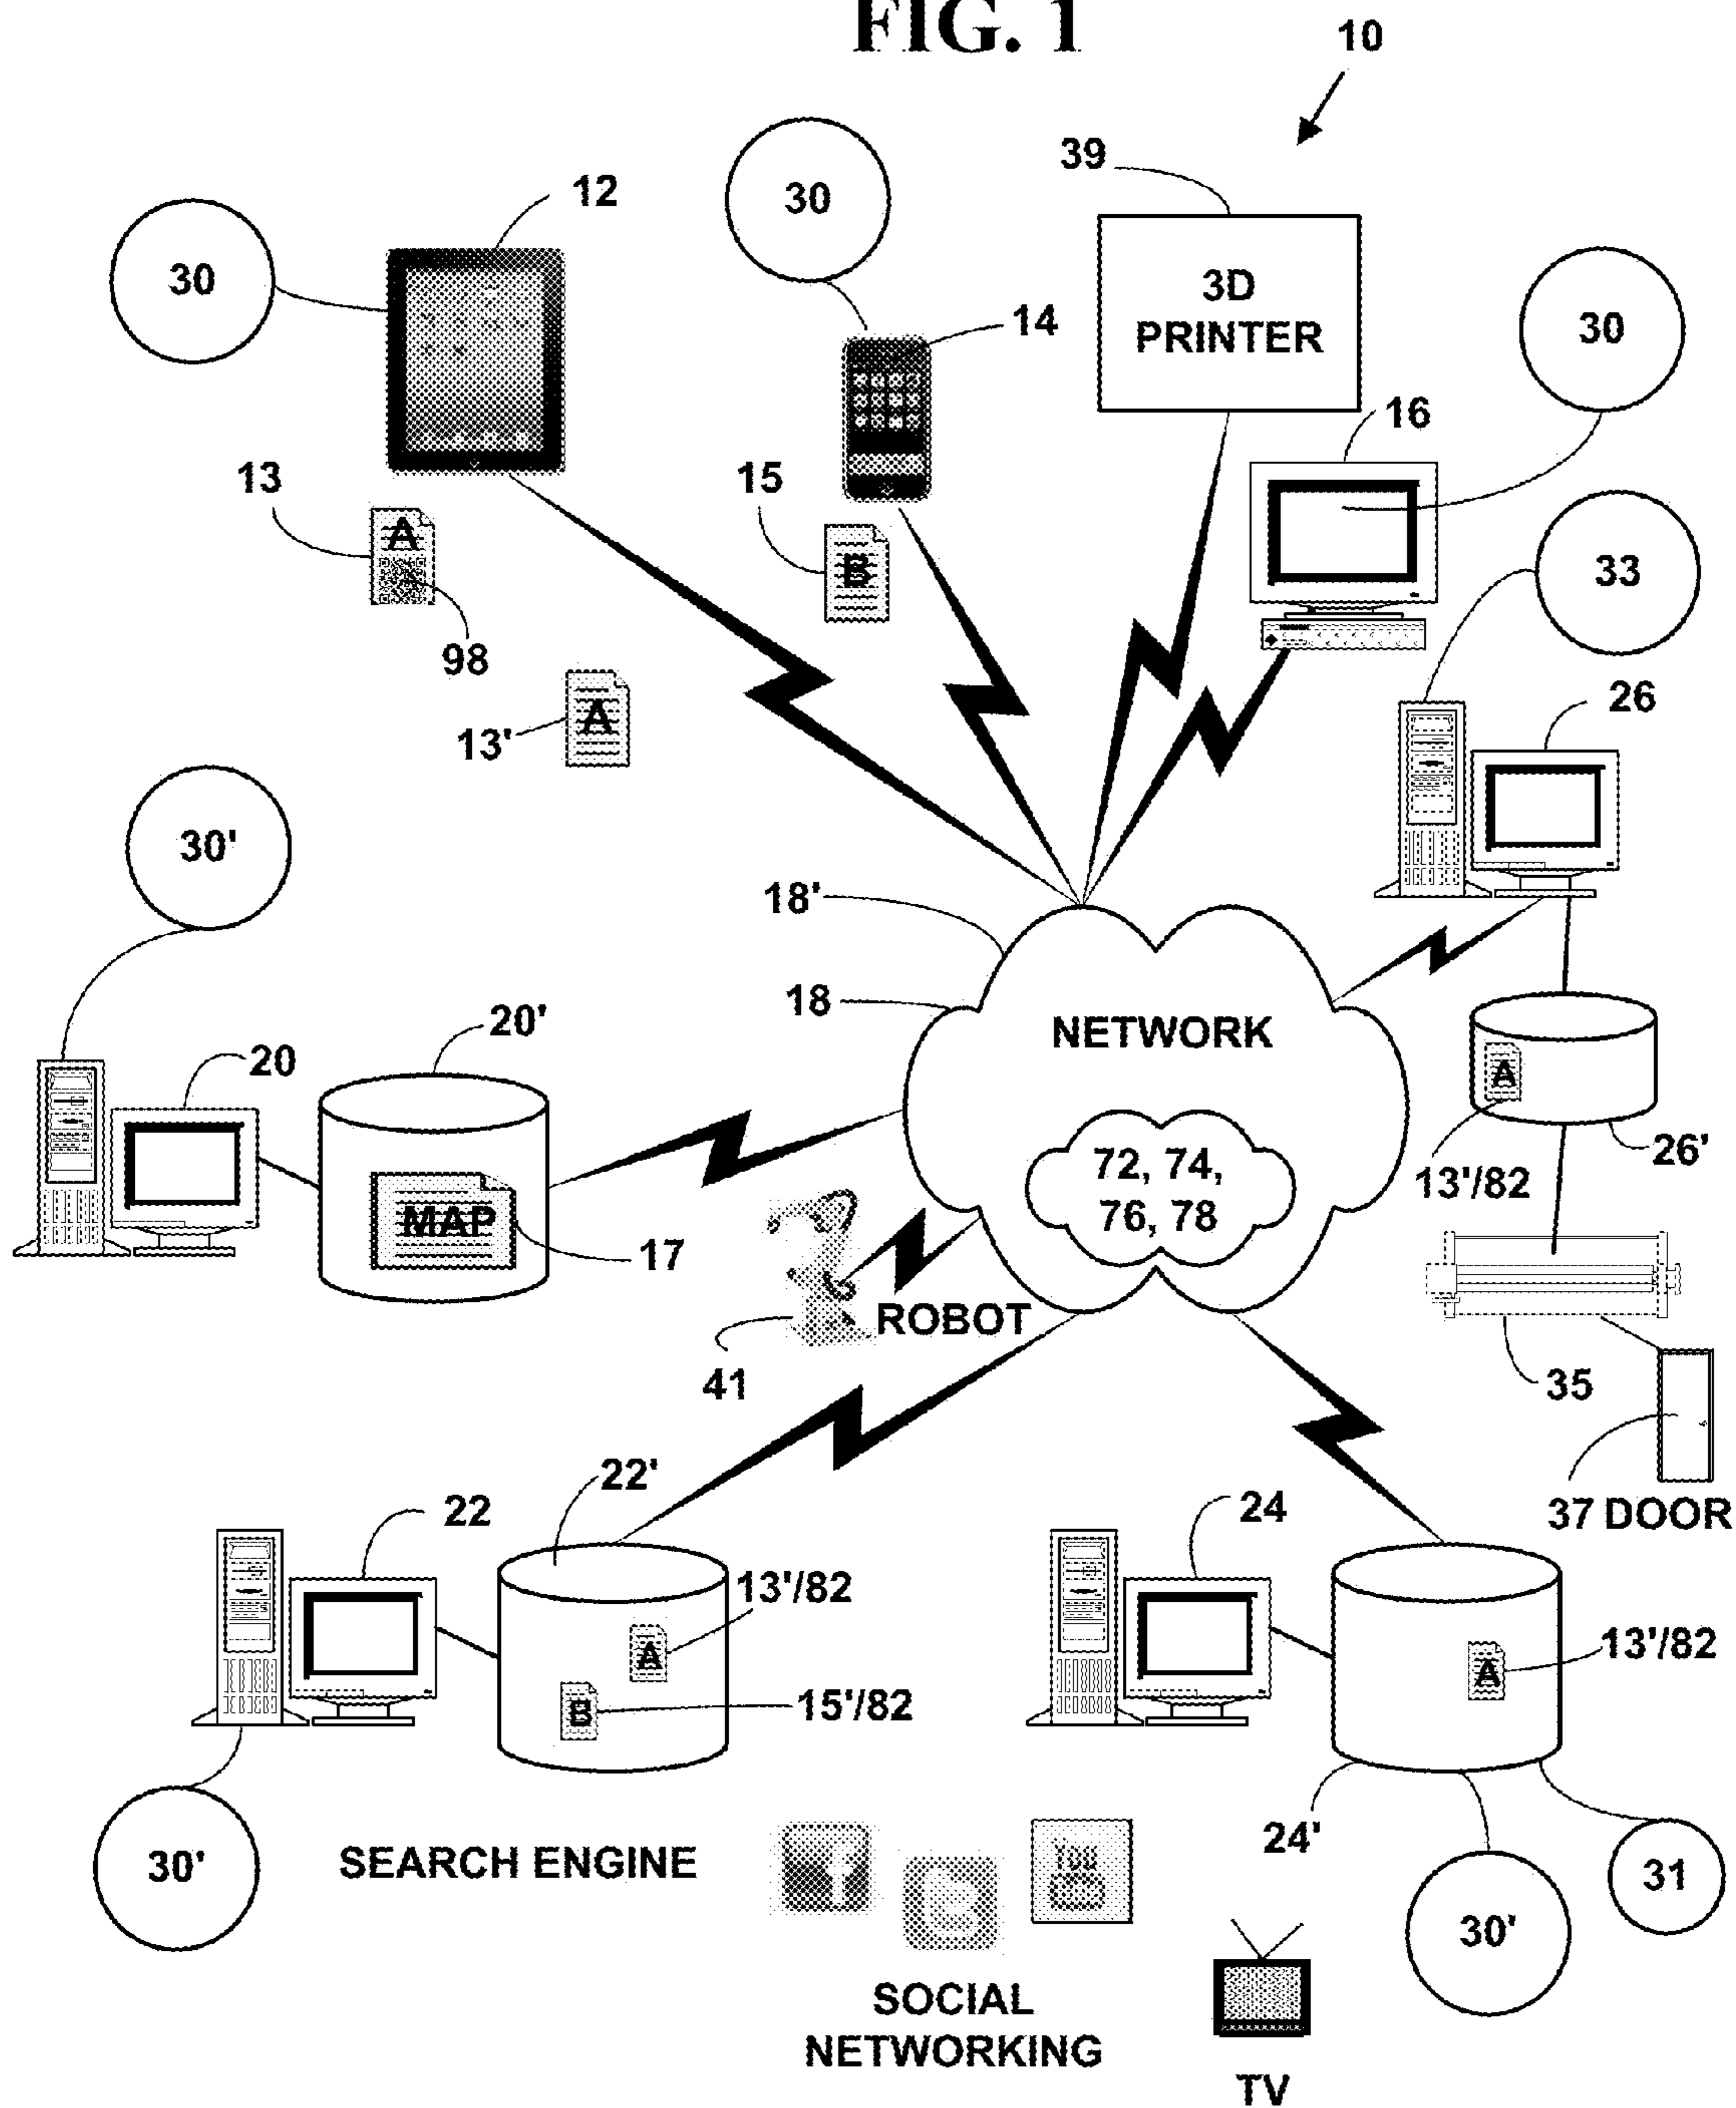 FIG. 1
10
39
12
30
30
3D
PRINTER
14
30
16
13
A
98
15
B
33
13'
A
26
30'
18'
18
NETWORK
20'
20
A
26'
13'/82
72, 74,
76, 78
MAP
17
ROBOT
41
35
37 DOOR
22'
22
24
13'/82
A
B
15'/82
13'/82
A
24'
31
30'
30'
SEARCH ENGINE
f
t
You
SOCIAL
NETWORKING
TV